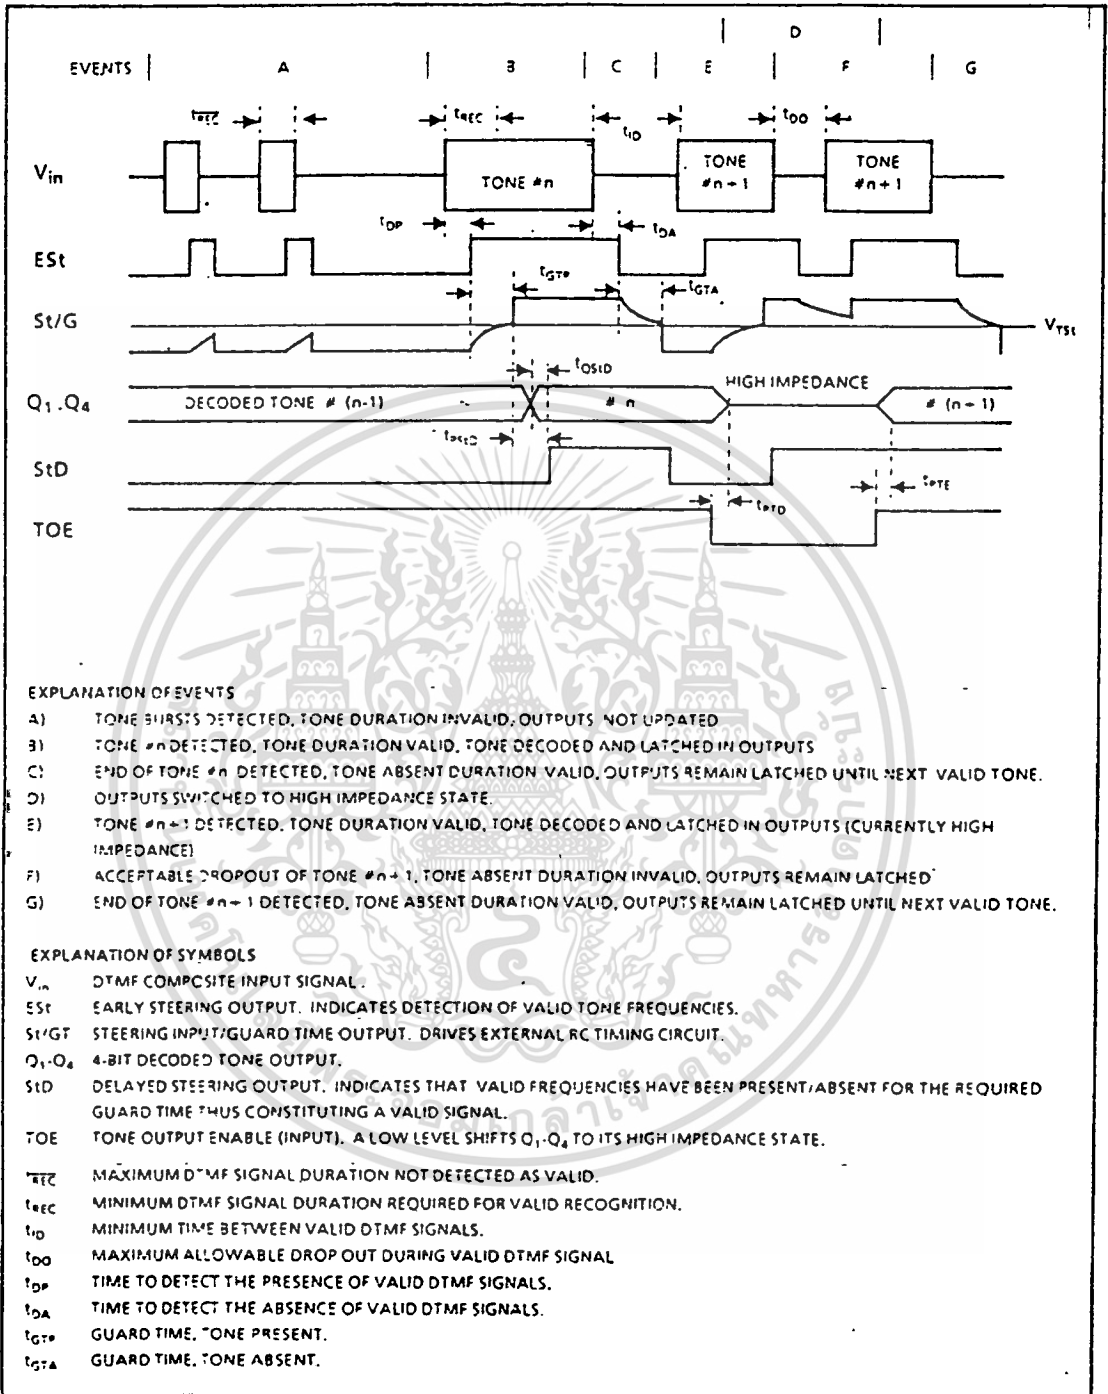 D
EVENTS A B C E F G
tREC tREC tID tDO
Vin TONE #n TONE #n+1 TONE #n+1
tDP tDA
ESt
tGTP tGTA
St/G VTSt
tQStD
HIGH IMPEDANCE
Q1-Q4 DECODED TONE # (n-1) # n # (n+1)
tPStD
StD
tPTE
tPTD
TOE
EXPLANATION OF EVENTS
A) TONE BURSTS DETECTED, TONE DURATION INVALID, OUTPUTS NOT UPDATED
B) TONE #n DETECTED, TONE DURATION VALID, TONE DECODED AND LATCHED IN OUTPUTS
C) END OF TONE #n DETECTED, TONE ABSENT DURATION VALID, OUTPUTS REMAIN LATCHED UNTIL NEXT VALID TONE.
D) OUTPUTS SWITCHED TO HIGH IMPEDANCE STATE.
E) TONE #n+1 DETECTED, TONE DURATION VALID, TONE DECODED AND LATCHED IN OUTPUTS (CURRENTLY HIGH
IMPEDANCE)
F) ACCEPTABLE DROPOUT OF TONE #n+1, TONE ABSENT DURATION INVALID, OUTPUTS REMAIN LATCHED
G) END OF TONE #n+1 DETECTED, TONE ABSENT DURATION VALID, OUTPUTS REMAIN LATCHED UNTIL NEXT VALID TONE.
EXPLANATION OF SYMBOLS
Vin DTMF COMPOSITE INPUT SIGNAL.
ESt EARLY STEERING OUTPUT. INDICATES DETECTION OF VALID TONE FREQUENCIES.
St/GT STEERING INPUT/GUARD TIME OUTPUT. DRIVES EXTERNAL RC TIMING CIRCUIT.
Q1-Q4 4-BIT DECODED TONE OUTPUT.
StD DELAYED STEERING OUTPUT. INDICATES THAT VALID FREQUENCIES HAVE BEEN PRESENT/ABSENT FOR THE REQUIRED
GUARD TIME THUS CONSTITUTING A VALID SIGNAL.
TOE TONE OUTPUT ENABLE (INPUT). A LOW LEVEL SHIFTS Q1-Q4 TO ITS HIGH IMPEDANCE STATE.
tREC MAXIMUM DTMF SIGNAL DURATION NOT DETECTED AS VALID.
tREC MINIMUM DTMF SIGNAL DURATION REQUIRED FOR VALID RECOGNITION.
tID MINIMUM TIME BETWEEN VALID DTMF SIGNALS.
tDO MAXIMUM ALLOWABLE DROP OUT DURING VALID DTMF SIGNAL
tDP TIME TO DETECT THE PRESENCE OF VALID DTMF SIGNALS.
tDA TIME TO DETECT THE ABSENCE OF VALID DTMF SIGNALS.
tGTP GUARD TIME, TONE PRESENT.
tGTA GUARD TIME, TONE ABSENT.